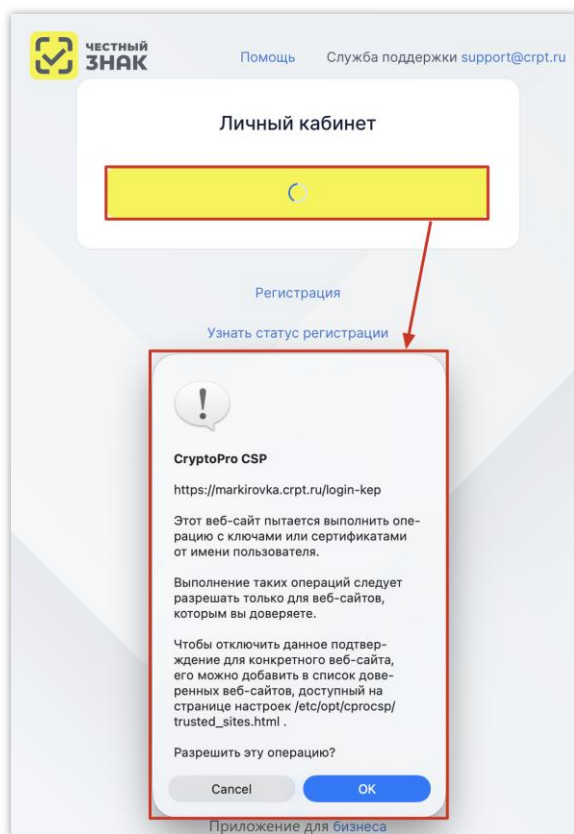 ЧЕСТНЫЙ
ЗНАК
Помощь
Служба поддержки support@crpt.ru
Личный кабинет
Регистрация
Узнать статус регистрации
CryptoPro CSP
https://markirovka.crpt.ru/login-kep
Этот веб-сайт пытается выполнить опе-
рацию с ключами или сертификатами
от имени пользователя.
Выполнение таких операций следует
разрешать только для веб-сайтов,
которым вы доверяете.
Чтобы отключить данное подтвер-
ждение для конкретного веб-сайта,
его можно добавить в список дове-
ренных веб-сайтов, доступный на
странице настроек /etc/opt/cprocsp/
trusted_sites.html .
Разрешить эту операцию?
Cancel
OK
Приложение для бизнеса